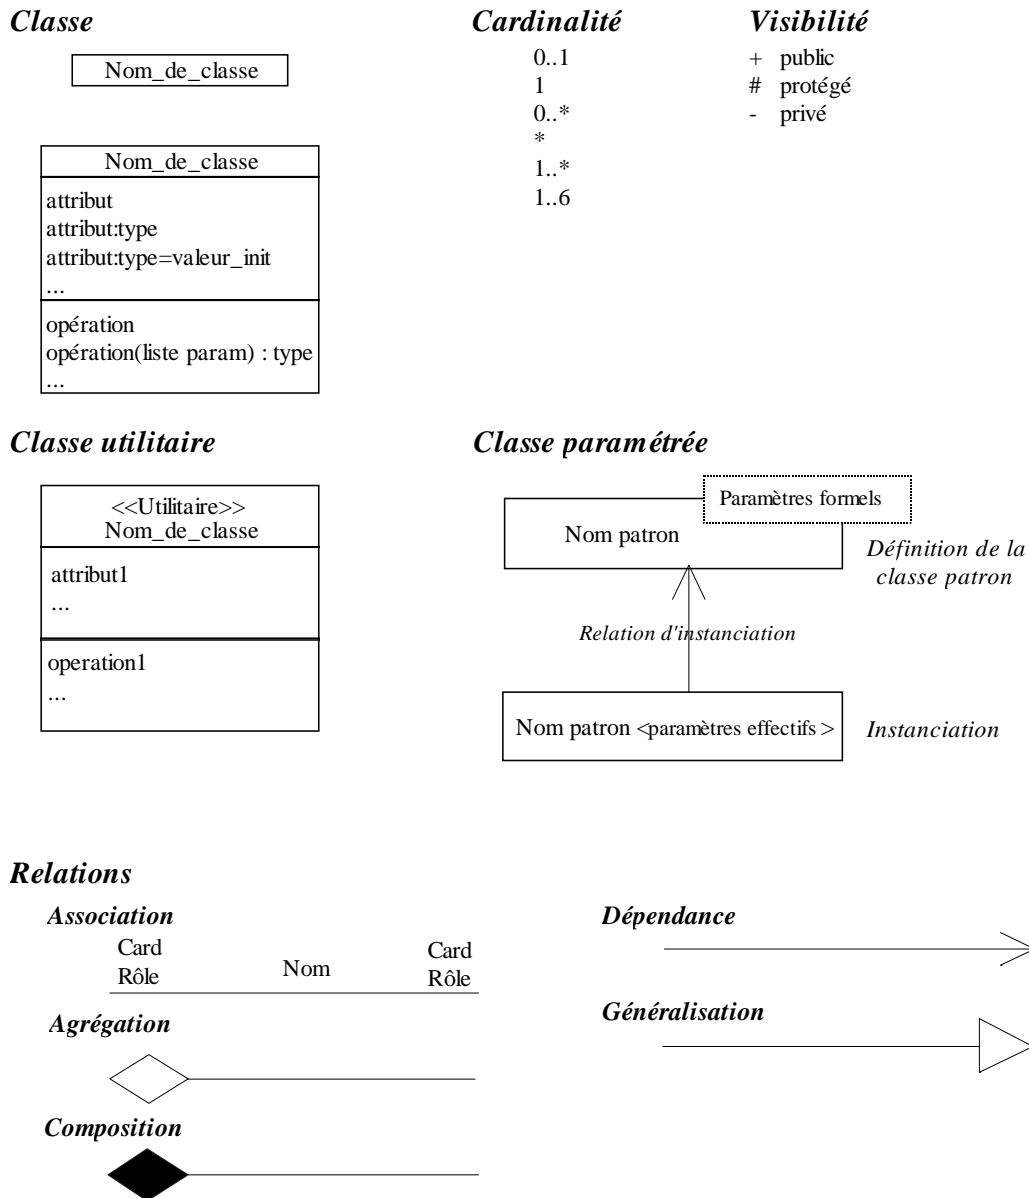 Classe
Nom_de_classe
Nom_de_classe
attribut
attribut:type
attribut:type=valeur_init
...
opération
opération(liste param) : type
...
Cardinalité
0..1
1
0..*
*
1..*
1..6
Visibilité
+ public
# protégé
- privé
Classe utilitaire
<<Utilitaire>>
Nom_de_classe
attribut1
...
operation1
...
Classe paramétrée
Paramètres formels
Nom patron
Définition de la
classe patron
Relation d'instanciation
Nom patron <paramètres effectifs >
Instanciation
Relations
Association
Card
Rôle
Nom
Card
Rôle
Agrégation
Composition
Dépendance
Généralisation